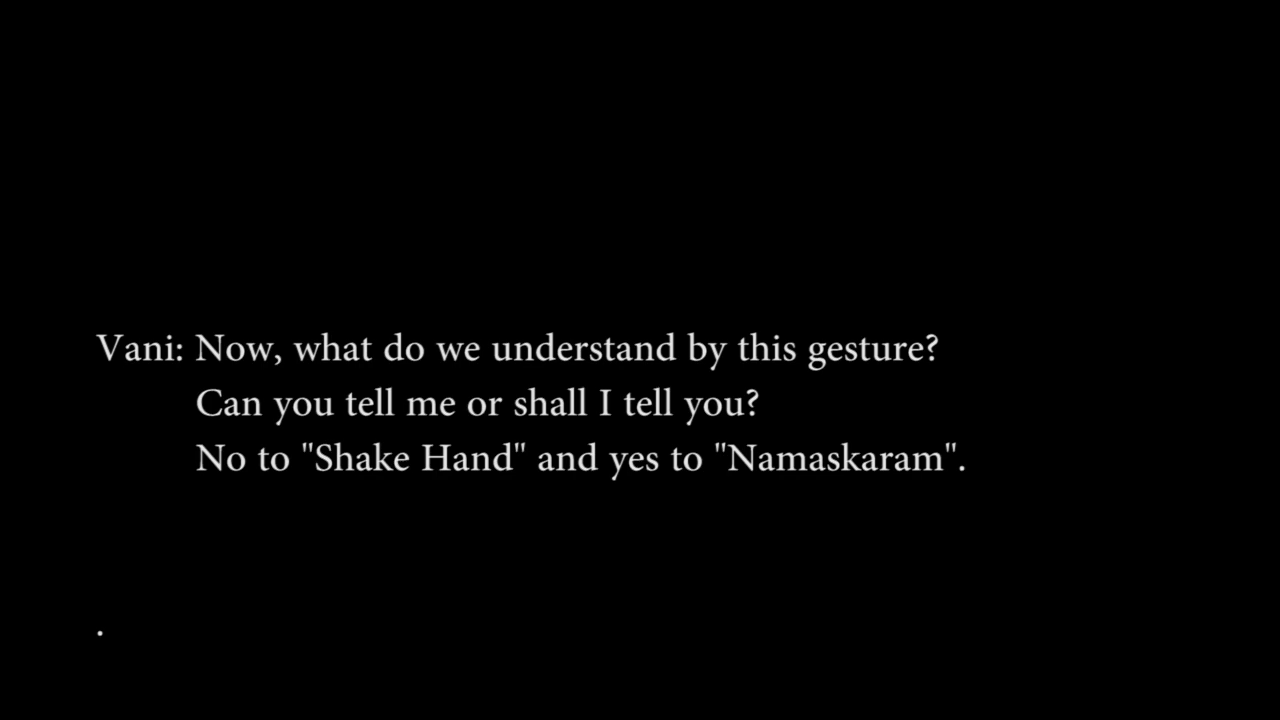 Vani: Now, what do we understand by this gesture?
Can you tell me or shall I tell you?
No to "Shake Hand" and yes to "Namaskaram".
.